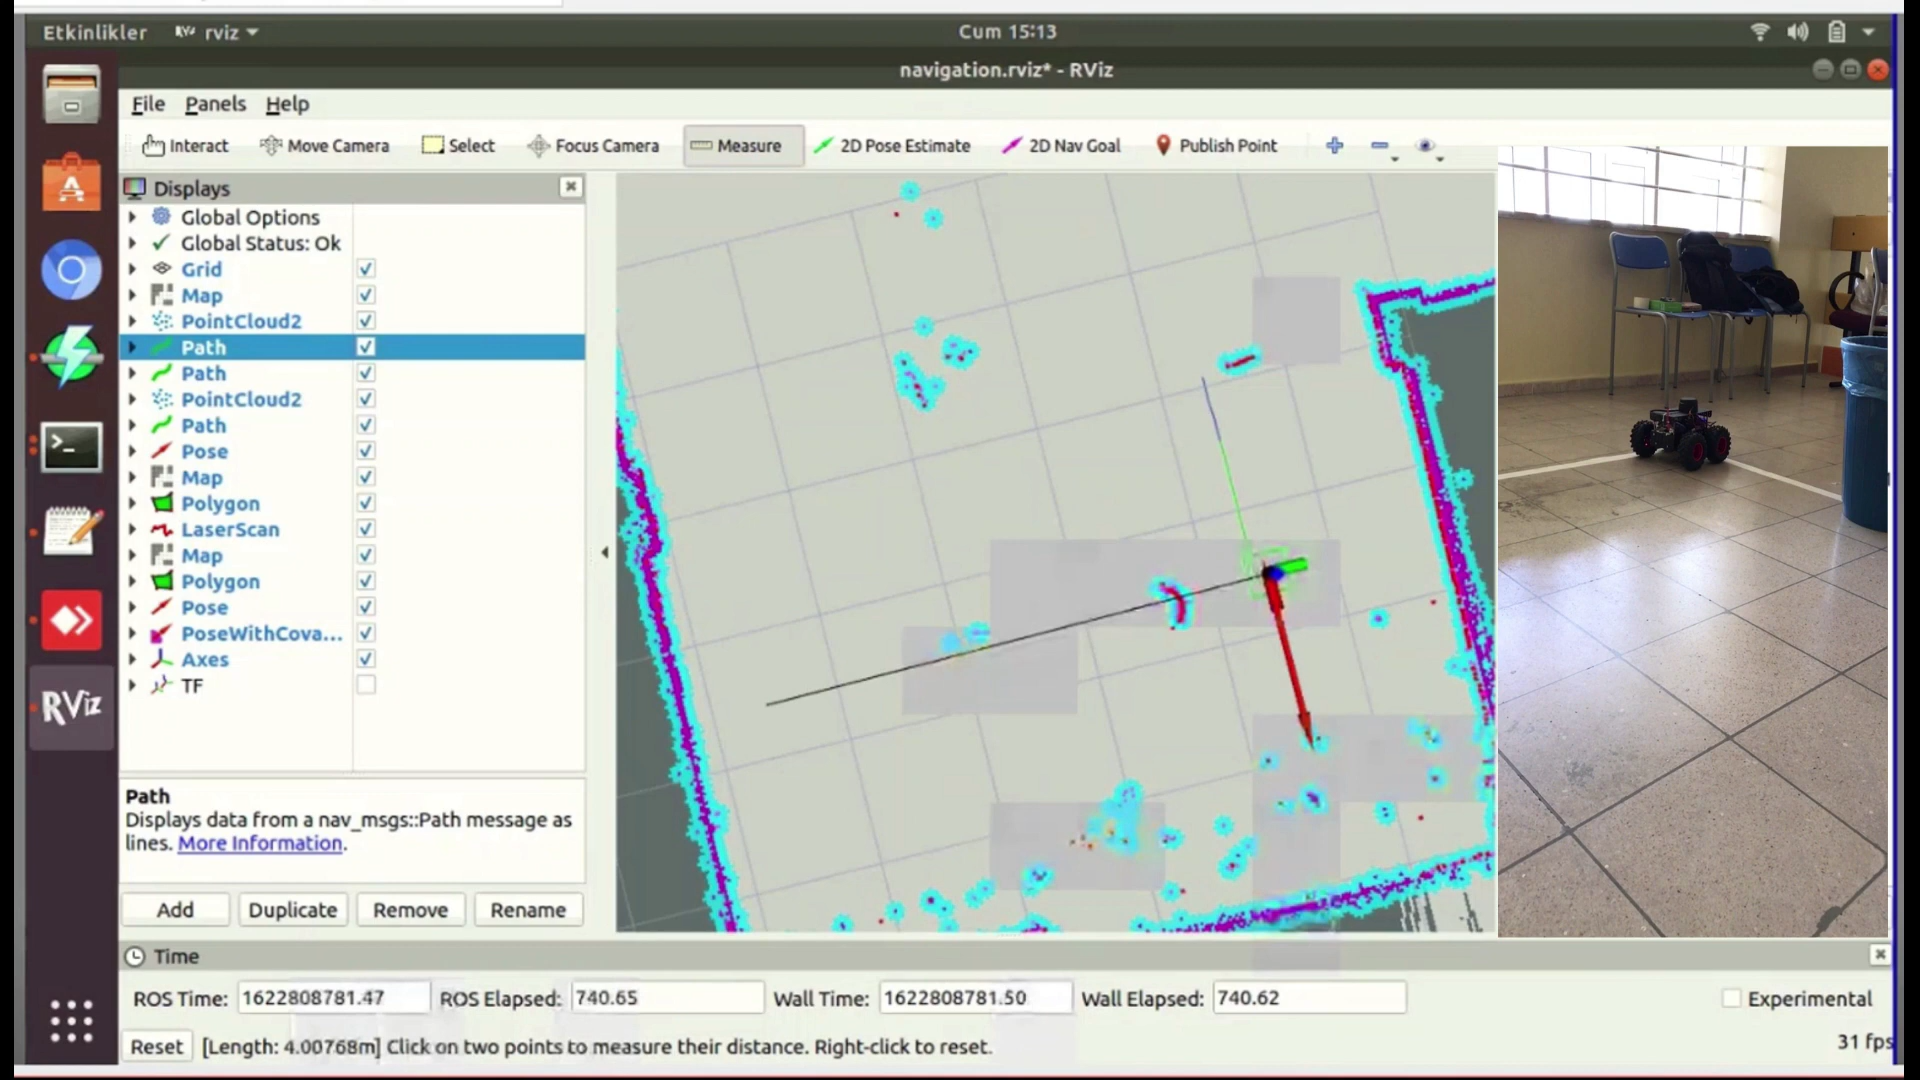 Etkinlikler RViz rviz Cum 15:13
navigation.rviz* - RViz
File Panels Help
Interact Move Camera Select Focus Camera Measure 2D Pose Estimate 2D Nav Goal Publish Point
Displays
Global Options
Global Status: Ok
Grid
Map
PointCloud2
Path
Path
PointCloud2
Path
Pose
Map
Polygon
LaserScan
Map
Polygon
Pose
PoseWithCova...
Axes
TF
RViz
Path
Displays data from a nav_msgs::Path message as
lines. More Information.
Add Duplicate Remove Rename
Time
ROS Time: 1622808781.47 ROS Elapsed: 740.65 Wall Time: 1622808781.50 Wall Elapsed: 740.62 Experimental
Reset [Length: 4.00768m] Click on two points to measure their distance. Right-click to reset. 31 fps